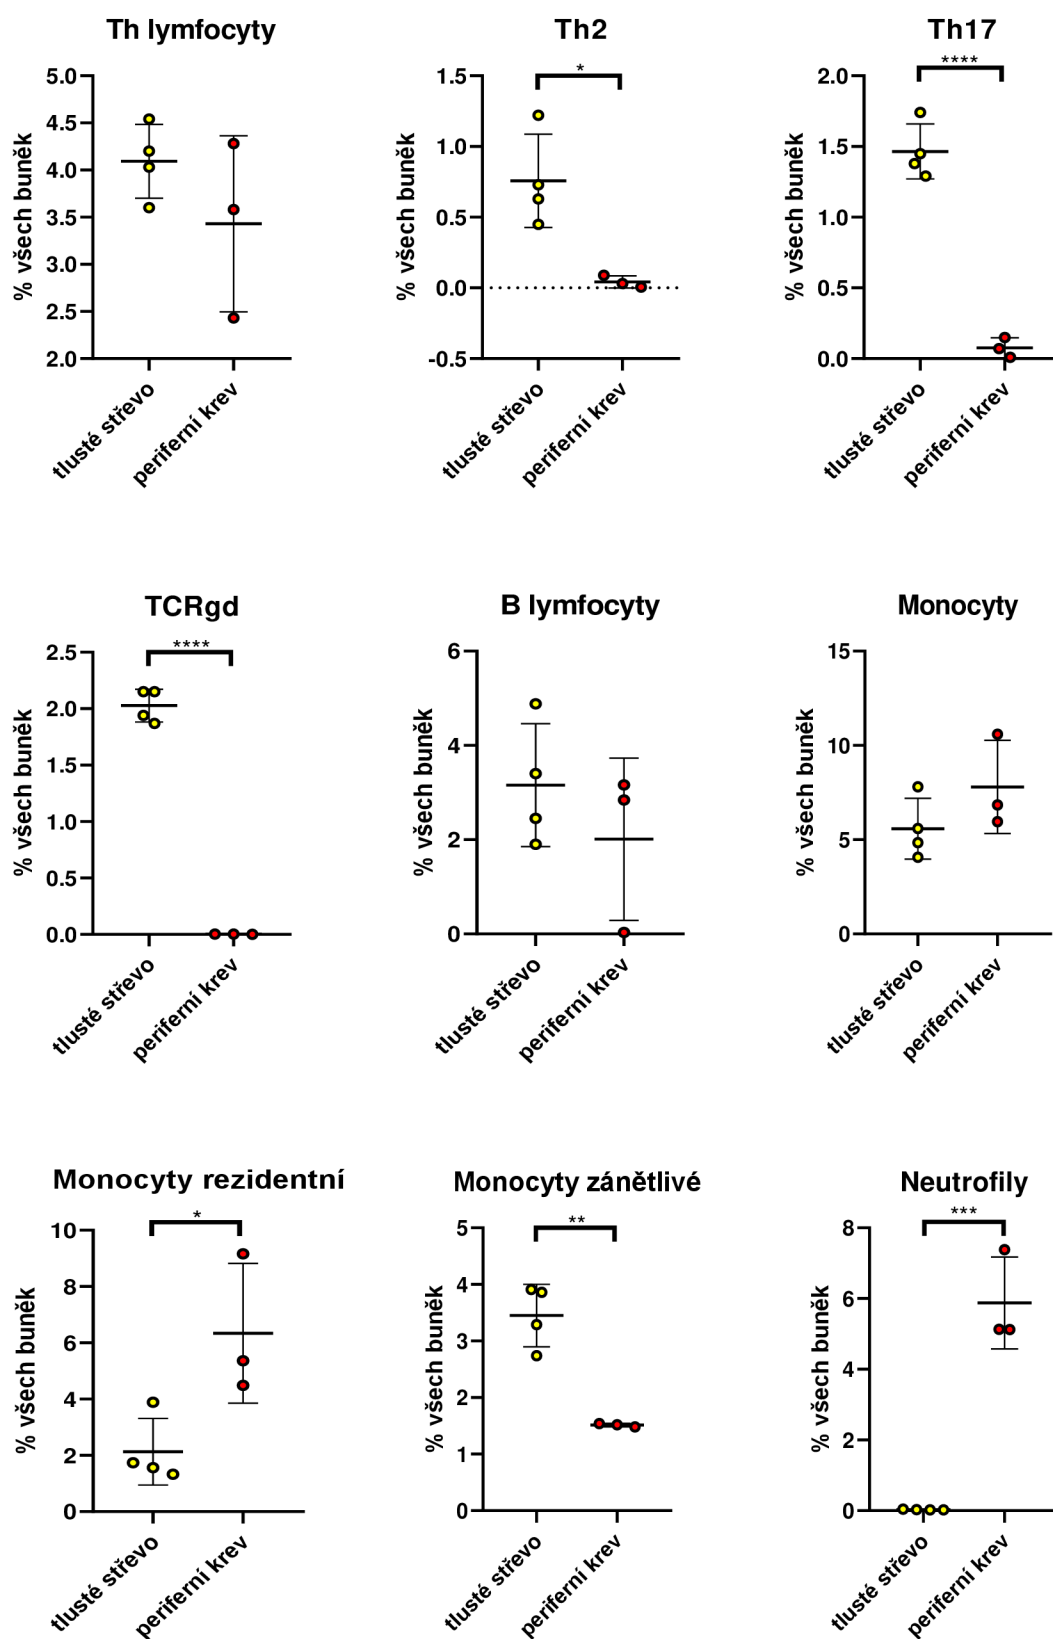 Th lymfocyty
5.0
4.5
4.0
3.5
3.0
2.5
2.0
% všech buněk
tlusté střevo
periferní krev
Th2
*
1.5
1.0
0.5
0.0
-0.5
% všech buněk
tlusté střevo
periferní krev
Th17
****
2.0
1.5
1.0
0.5
0.0
% všech buněk
tlusté střevo
periferní krev
TCRgd
****
2.5
2.0
1.5
1.0
0.5
0.0
% všech buněk
tlusté střevo
periferní krev
B lymfocyty
6
4
2
0
% všech buněk
tlusté střevo
periferní krev
Monocyty
15
10
5
0
% všech buněk
tlusté střevo
periferní krev
Monocyty rezidentní
*
10
8
6
4
2
0
% všech buněk
tlusté střevo
periferní krev
Monocyty zánětlivé
**
5
4
3
2
1
0
% všech buněk
tlusté střevo
periferní krev
Neutrofily
***
8
6
4
2
0
% všech buněk
tlusté střevo
periferní krev